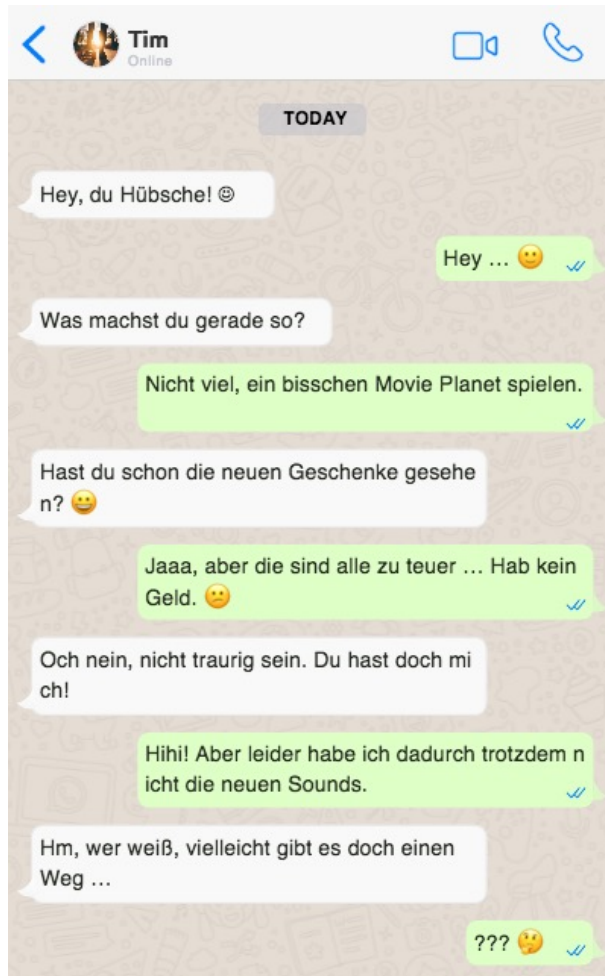 Tim
Online
TODAY
Hey, du Hübsche! ☺
Hey … 🙂
Was machst du gerade so?
Nicht viel, ein bisschen Movie Planet spielen.
Hast du schon die neuen Geschenke gesehe
n? 😀
Jaaa, aber die sind alle zu teuer … Hab kein
Geld. 😕
Och nein, nicht traurig sein. Du hast doch mi
ch!
Hihi! Aber leider habe ich dadurch trotzdem n
icht die neuen Sounds.
Hm, wer weiß, vielleicht gibt es doch einen
Weg …
??? 🤔